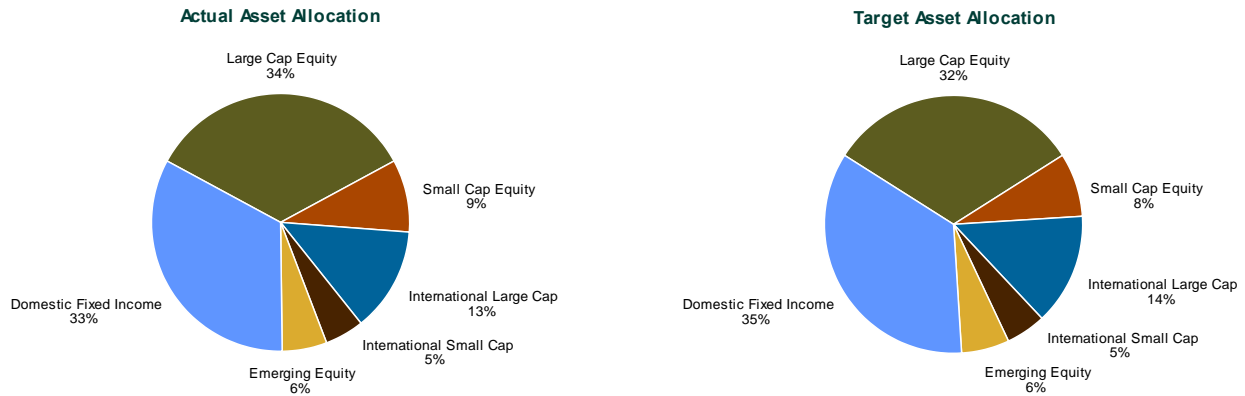 Actual Asset Allocation
Large Cap Equity
34%
Small Cap Equity
9%
International Large Cap
13%
International Small Cap
5%
Emerging Equity
6%
Domestic Fixed Income
33%
Target Asset Allocation
Large Cap Equity
32%
Small Cap Equity
8%
International Large Cap
14%
International Small Cap
5%
Emerging Equity
6%
Domestic Fixed Income
35%